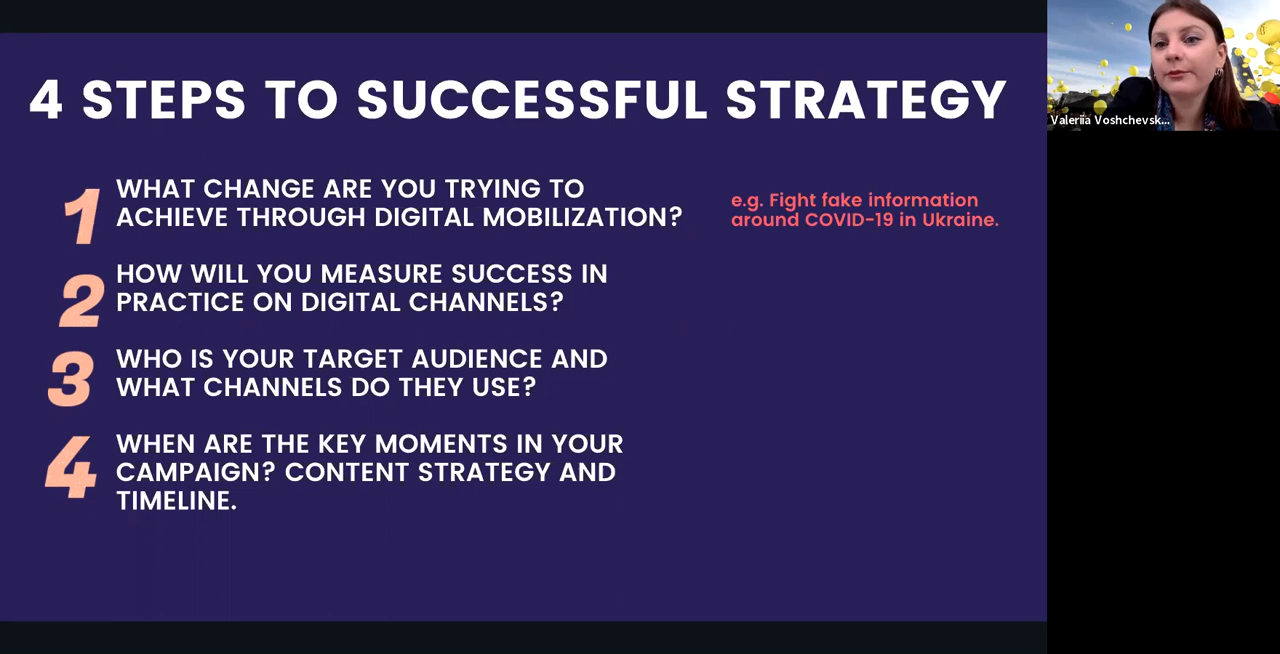 4 STEPS TO SUCCESSFUL STRATEGY
1
WHAT CHANGE ARE YOU TRYING TO
ACHIEVE THROUGH DIGITAL MOBILIZATION?
e.g. Fight fake information
around COVID-19 in Ukraine.
2
HOW WILL YOU MEASURE SUCCESS IN
PRACTICE ON DIGITAL CHANNELS?
3
WHO IS YOUR TARGET AUDIENCE AND
WHAT CHANNELS DO THEY USE?
4
WHEN ARE THE KEY MOMENTS IN YOUR
CAMPAIGN? CONTENT STRATEGY AND
TIMELINE.
Valeriia Voshchevsk...